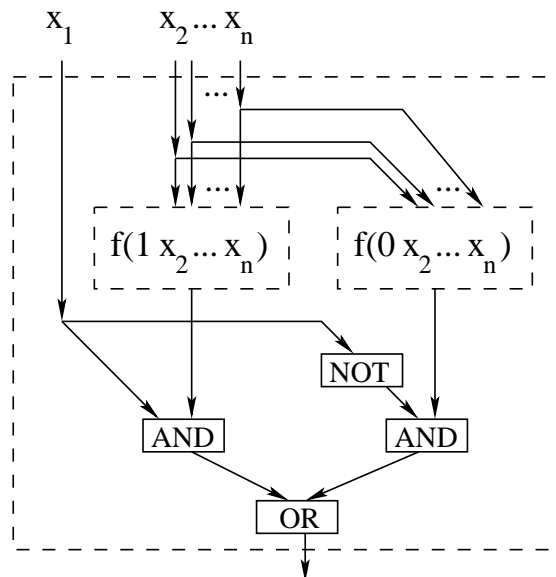 x₁ x₂ ... xₙ
...
... ...
f(1 x₂ ... xₙ) f(0 x₂ ... xₙ)
NOT
AND AND
OR